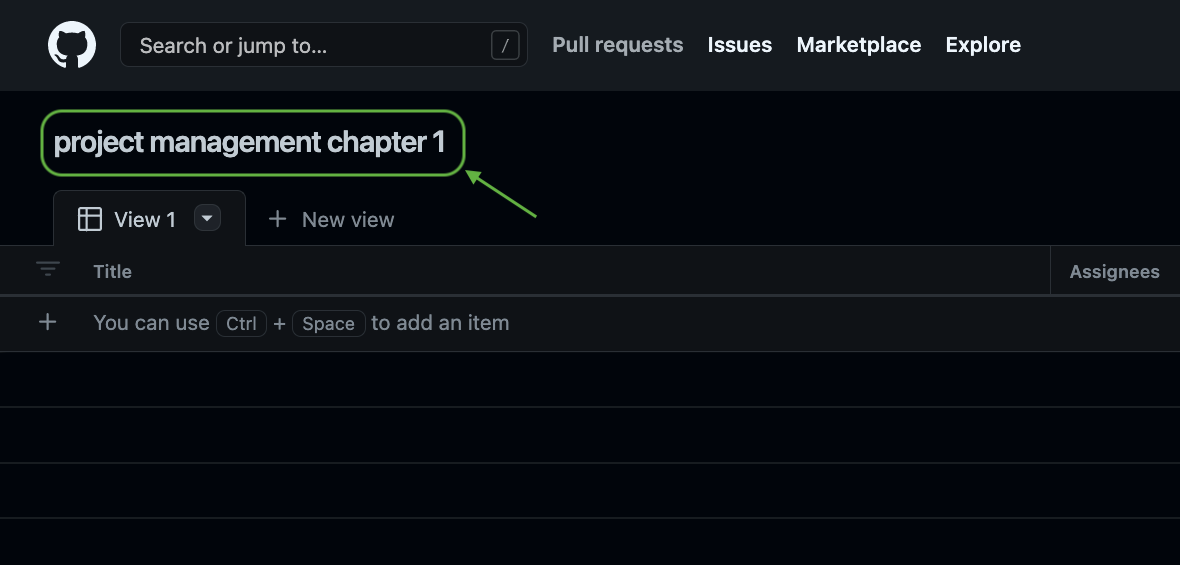 Search or jump to... / Pull requests Issues Marketplace Explore
project management chapter 1
View 1 + New view
Title Assignees
+ You can use Ctrl + Space to add an item